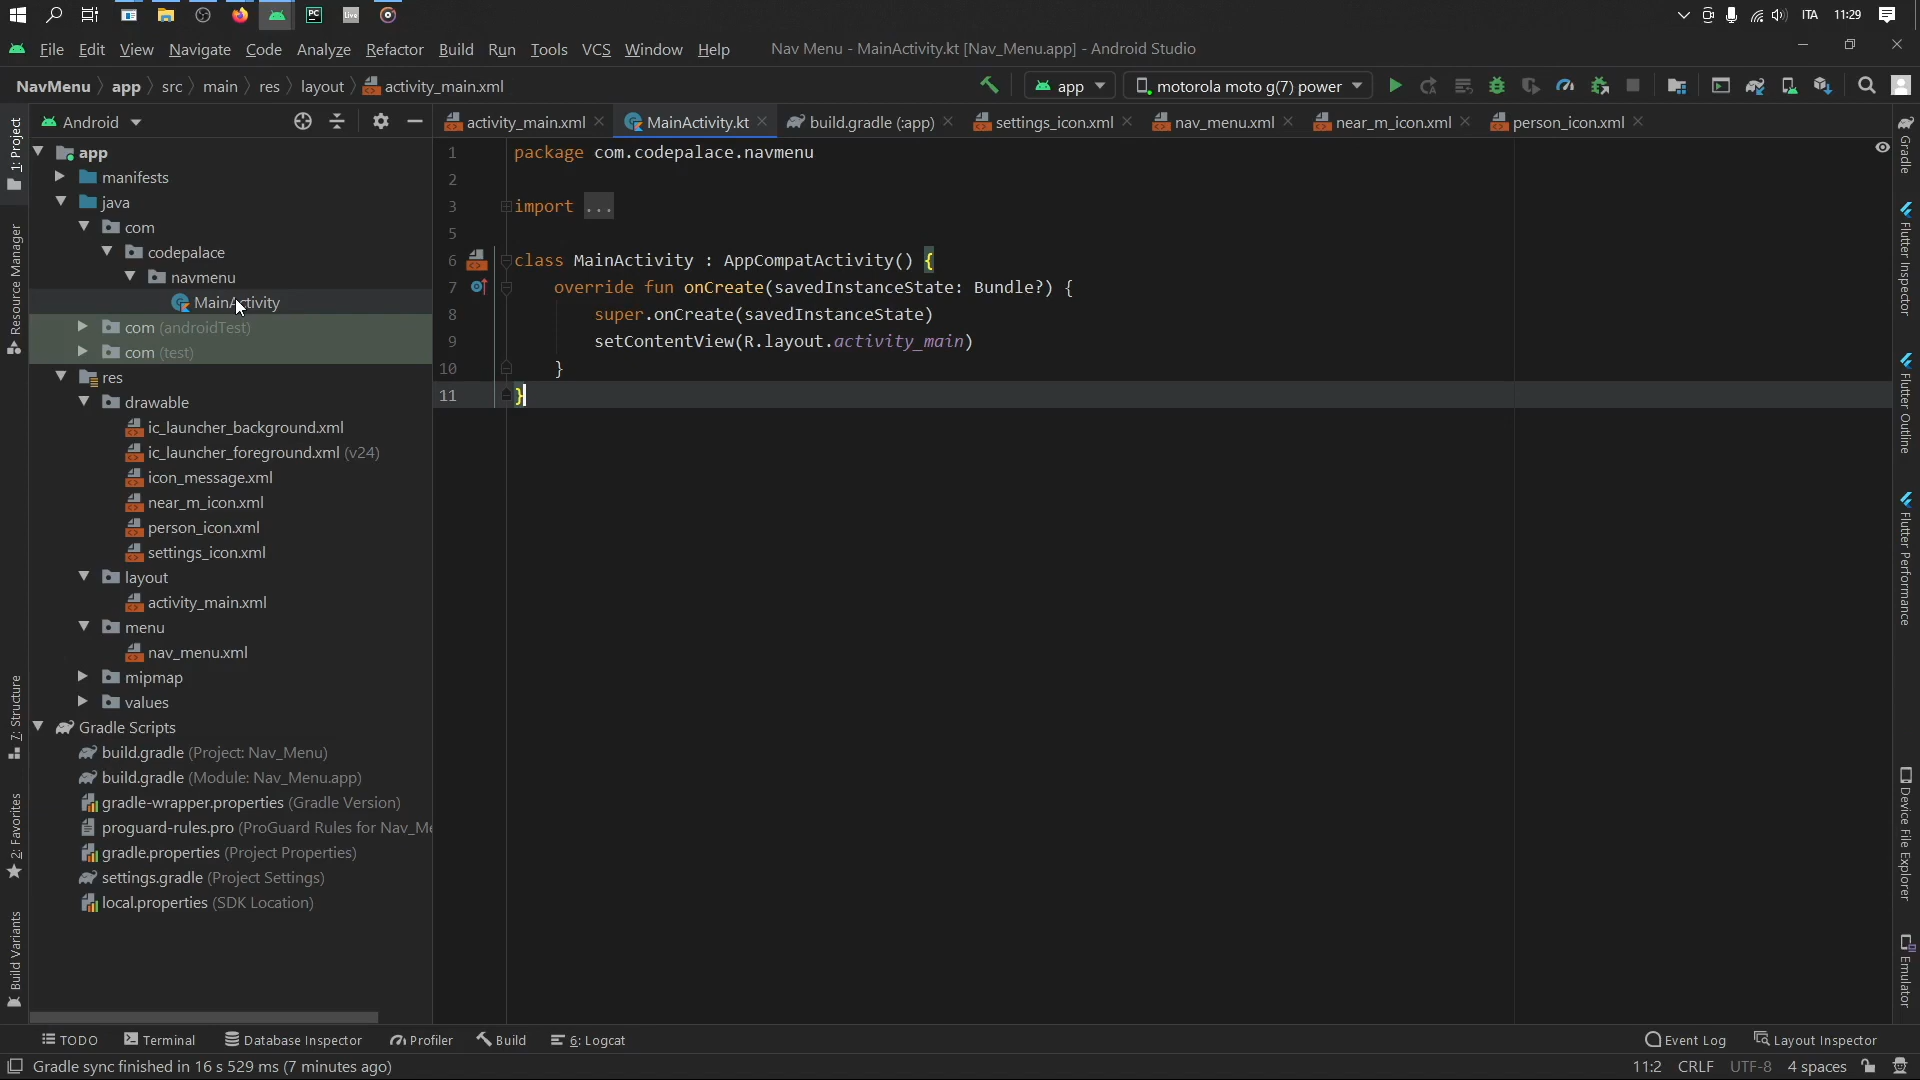 PC
Live
ITA
11:29
File Edit View Navigate Code Analyze Refactor Build Run Tools VCS Window Help
Nav Menu - MainActivity.kt [Nav_Menu.app] - Android Studio
NavMenu app src main res layout activity_main.xml
app
motorola moto g(7) power
Android
activity_main.xml
MainActivity.kt
build.gradle (:app)
settings_icon.xml
nav_menu.xml
near_m_icon.xml
person_icon.xml
1: Project
Resource Manager
7: Structure
2: Favorites
Build Variants
app
manifests
java
com
codepalace
navmenu
MainActivity
com (androidTest)
com (test)
res
drawable
ic_launcher_background.xml
ic_launcher_foreground.xml (v24)
icon_message.xml
near_m_icon.xml
person_icon.xml
settings_icon.xml
layout
activity_main.xml
menu
nav_menu.xml
mipmap
values
Gradle Scripts
build.gradle (Project: Nav_Menu)
build.gradle (Module: Nav_Menu.app)
gradle-wrapper.properties (Gradle Version)
proguard-rules.pro (ProGuard Rules for Nav_Me
gradle.properties (Project Properties)
settings.gradle (Project Settings)
local.properties (SDK Location)
1 package com.codepalace.navmenu
2
3 import ...
5
6 class MainActivity : AppCompatActivity() {
7 override fun onCreate(savedInstanceState: Bundle?) {
8 super.onCreate(savedInstanceState)
9 setContentView(R.layout.activity_main)
10 }
11 }
Gradle
Flutter Inspector
Flutter Outline
Flutter Performance
Device File Explorer
Emulator
TODO Terminal Database Inspector Profiler Build 6: Logcat
Event Log Layout Inspector
Gradle sync finished in 16 s 529 ms (7 minutes ago)
11:2 CRLF UTF-8 4 spaces